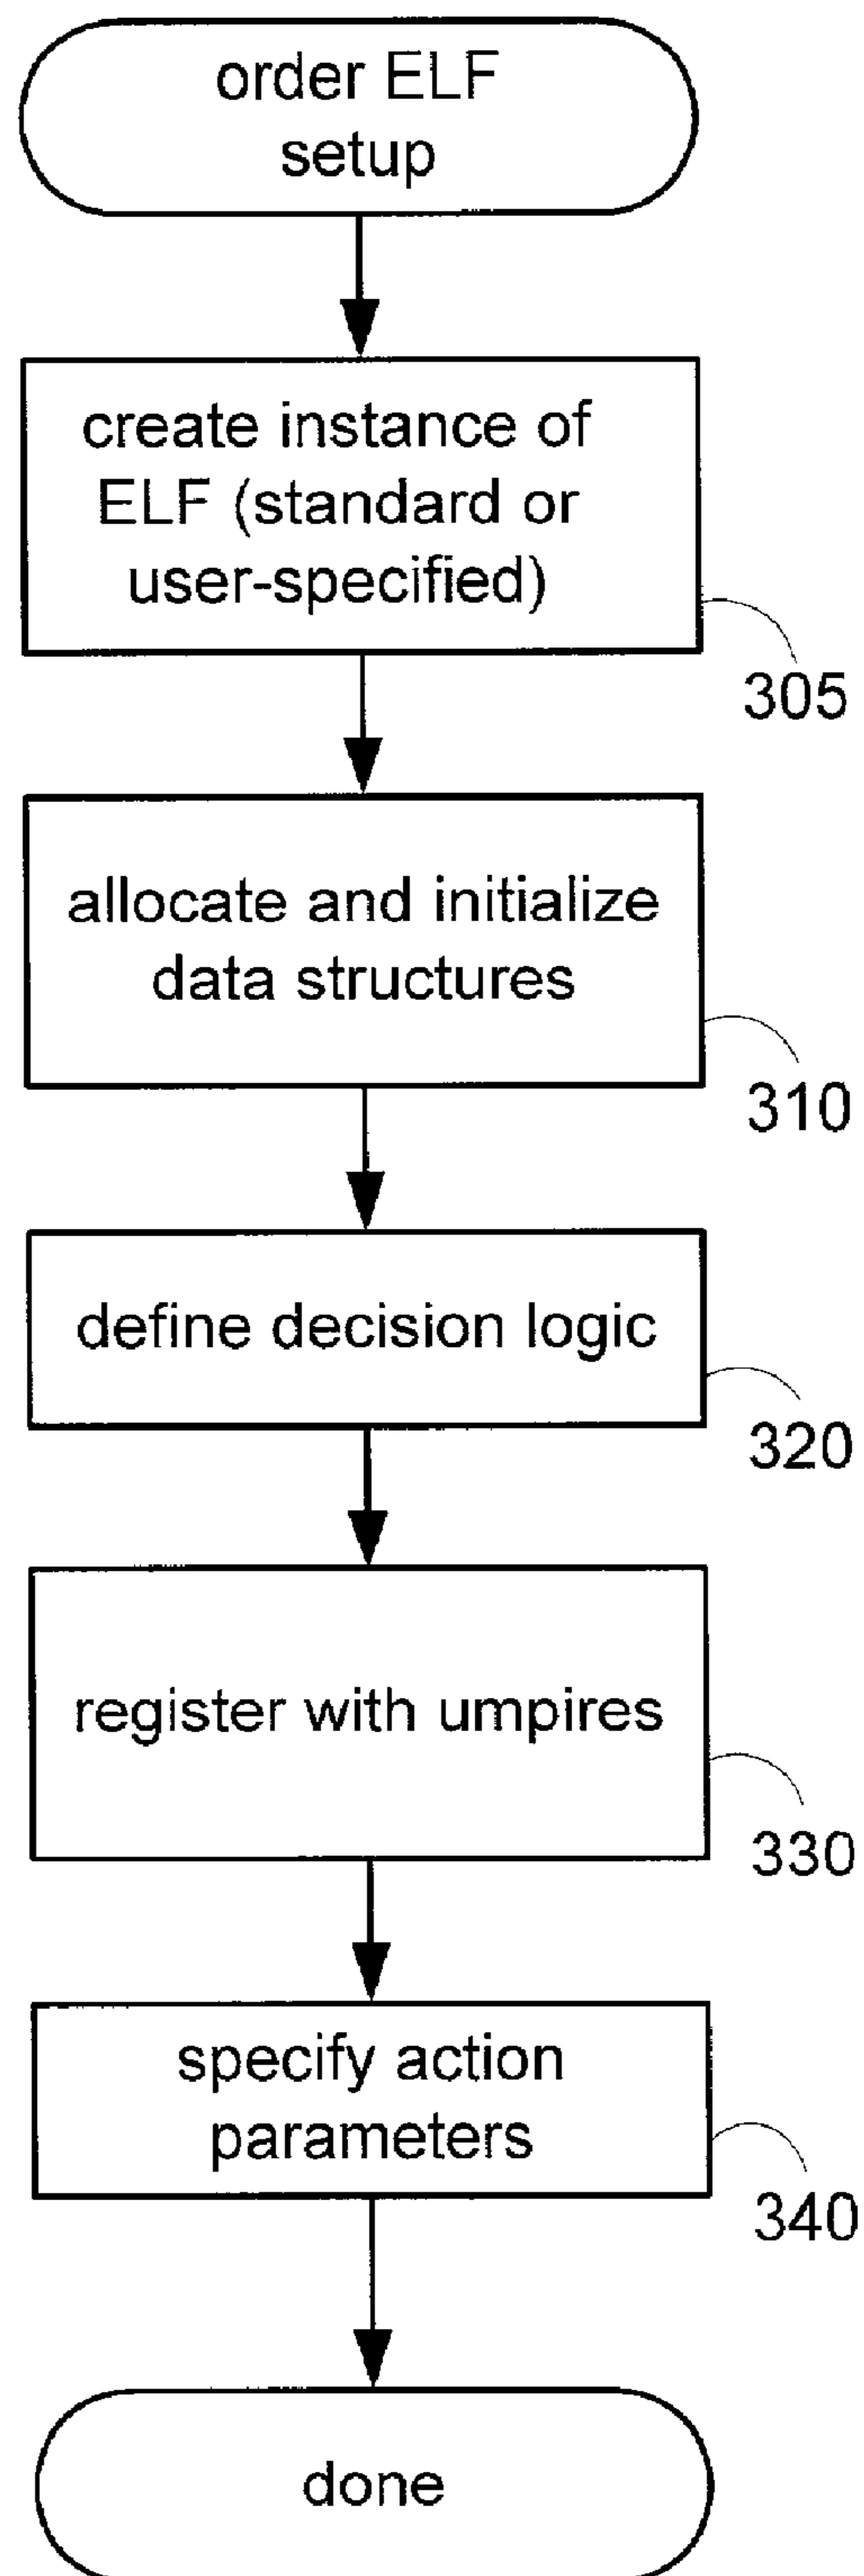 order ELF
setup
create instance of
ELF (standard or
user-specified)
305
allocate and initialize
data structures
310
define decision logic
320
register with umpires
330
specify action
parameters
340
done